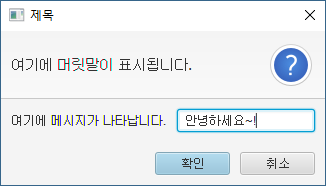 제목
여기에 머릿말이 표시됩니다.
?
여기에 메시지가 나타납니다. 안녕하세요~!
확인 취소